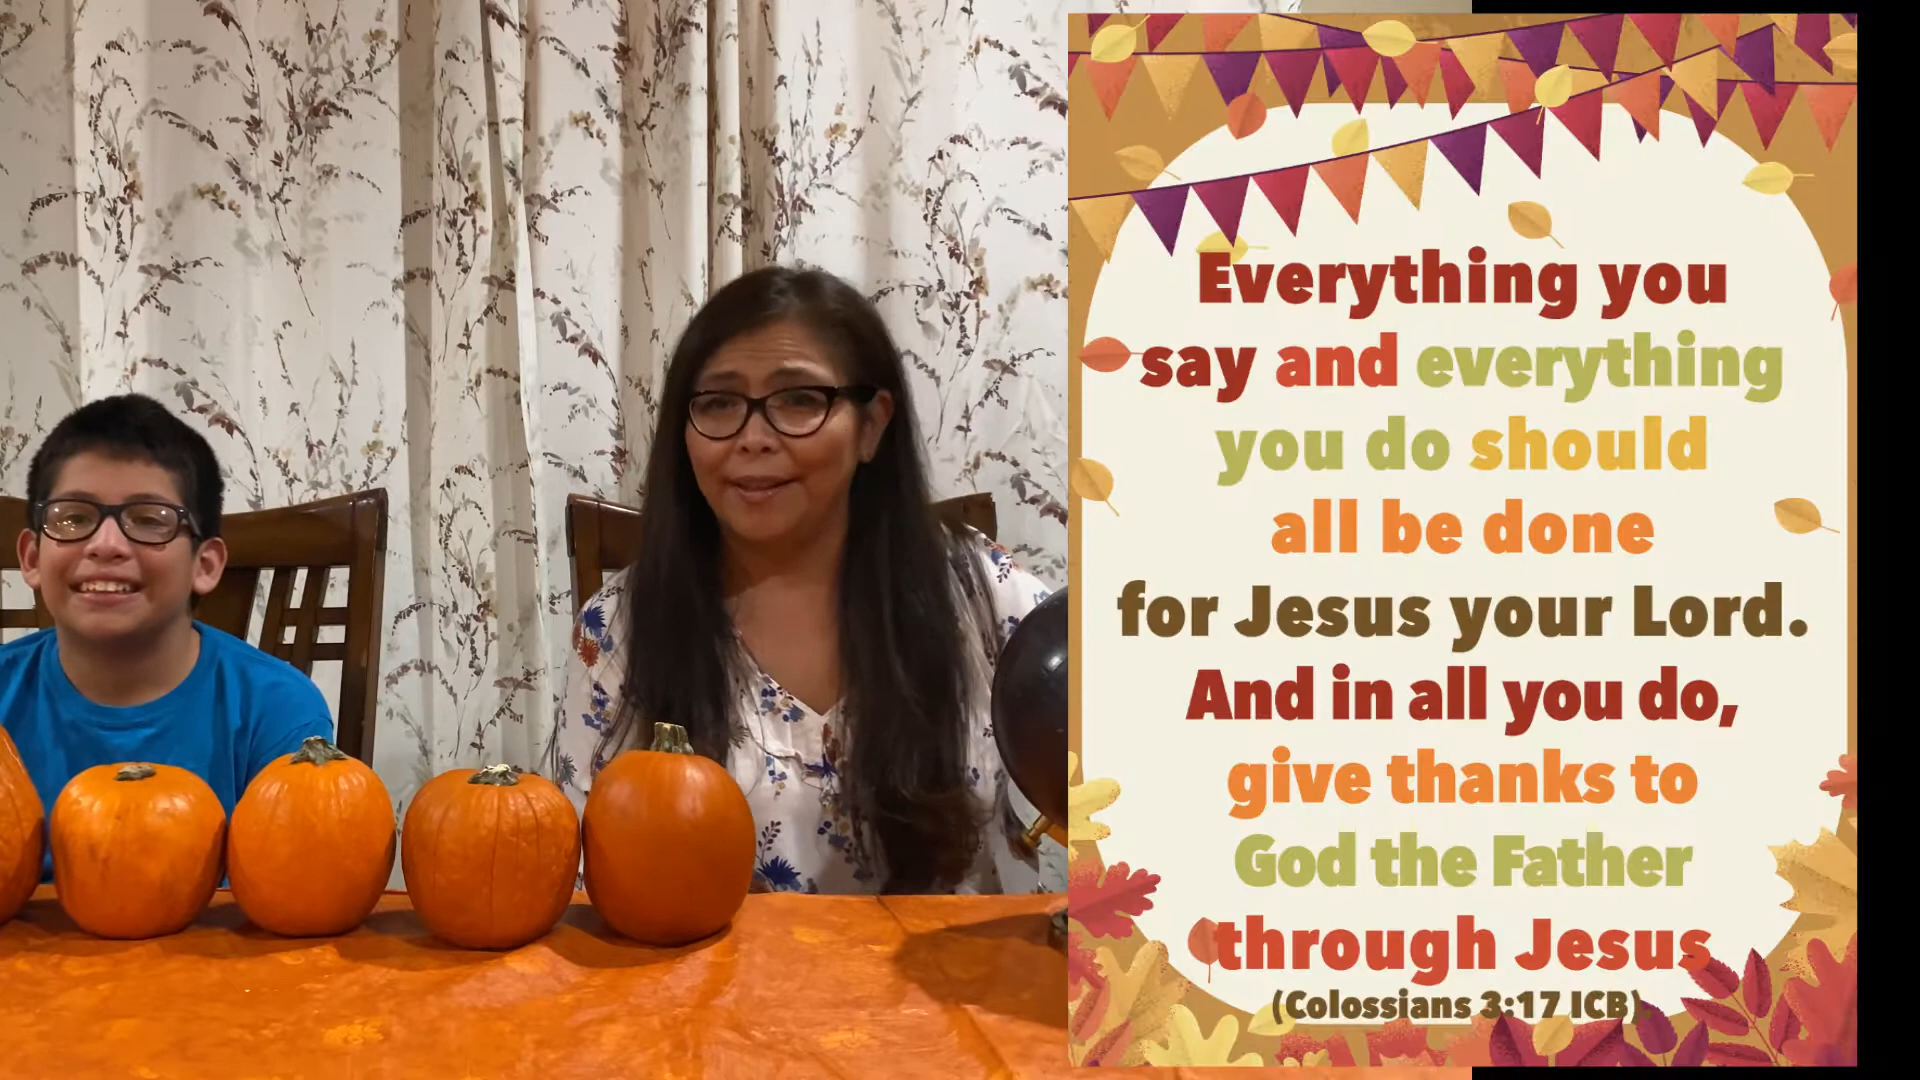 Everything you
say and everything
you do should
all be done
for Jesus your Lord.
And in all you do,
give thanks to
God the Father
through Jesus
(Colossians 3:17 ICB).